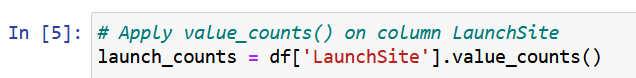 In [5]: # Apply value_counts() on column LaunchSite
launch_counts = df['LaunchSite'].value_counts()